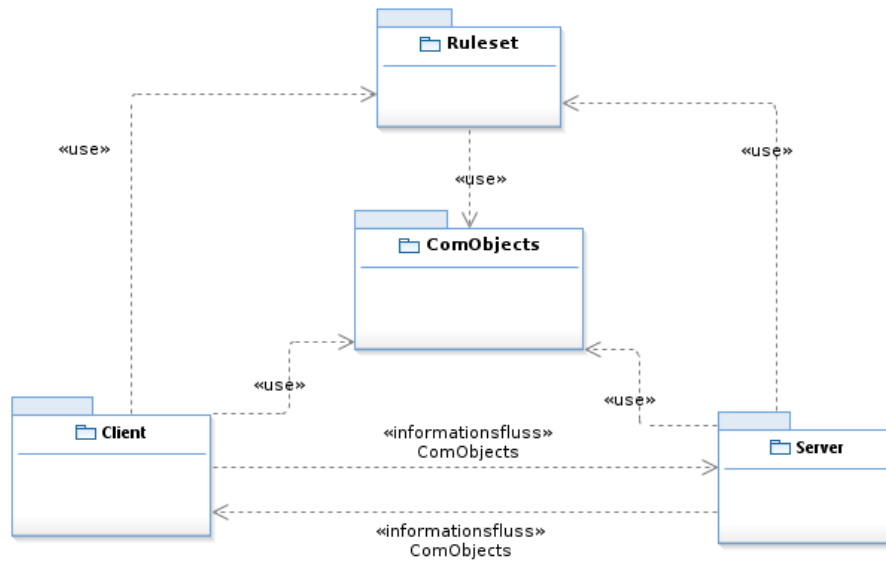 Ruleset
«use»
«use»
«use»
ComObjects
«use»
«use»
Client
«informationsfluss»
ComObjects
Server
«informationsfluss»
ComObjects